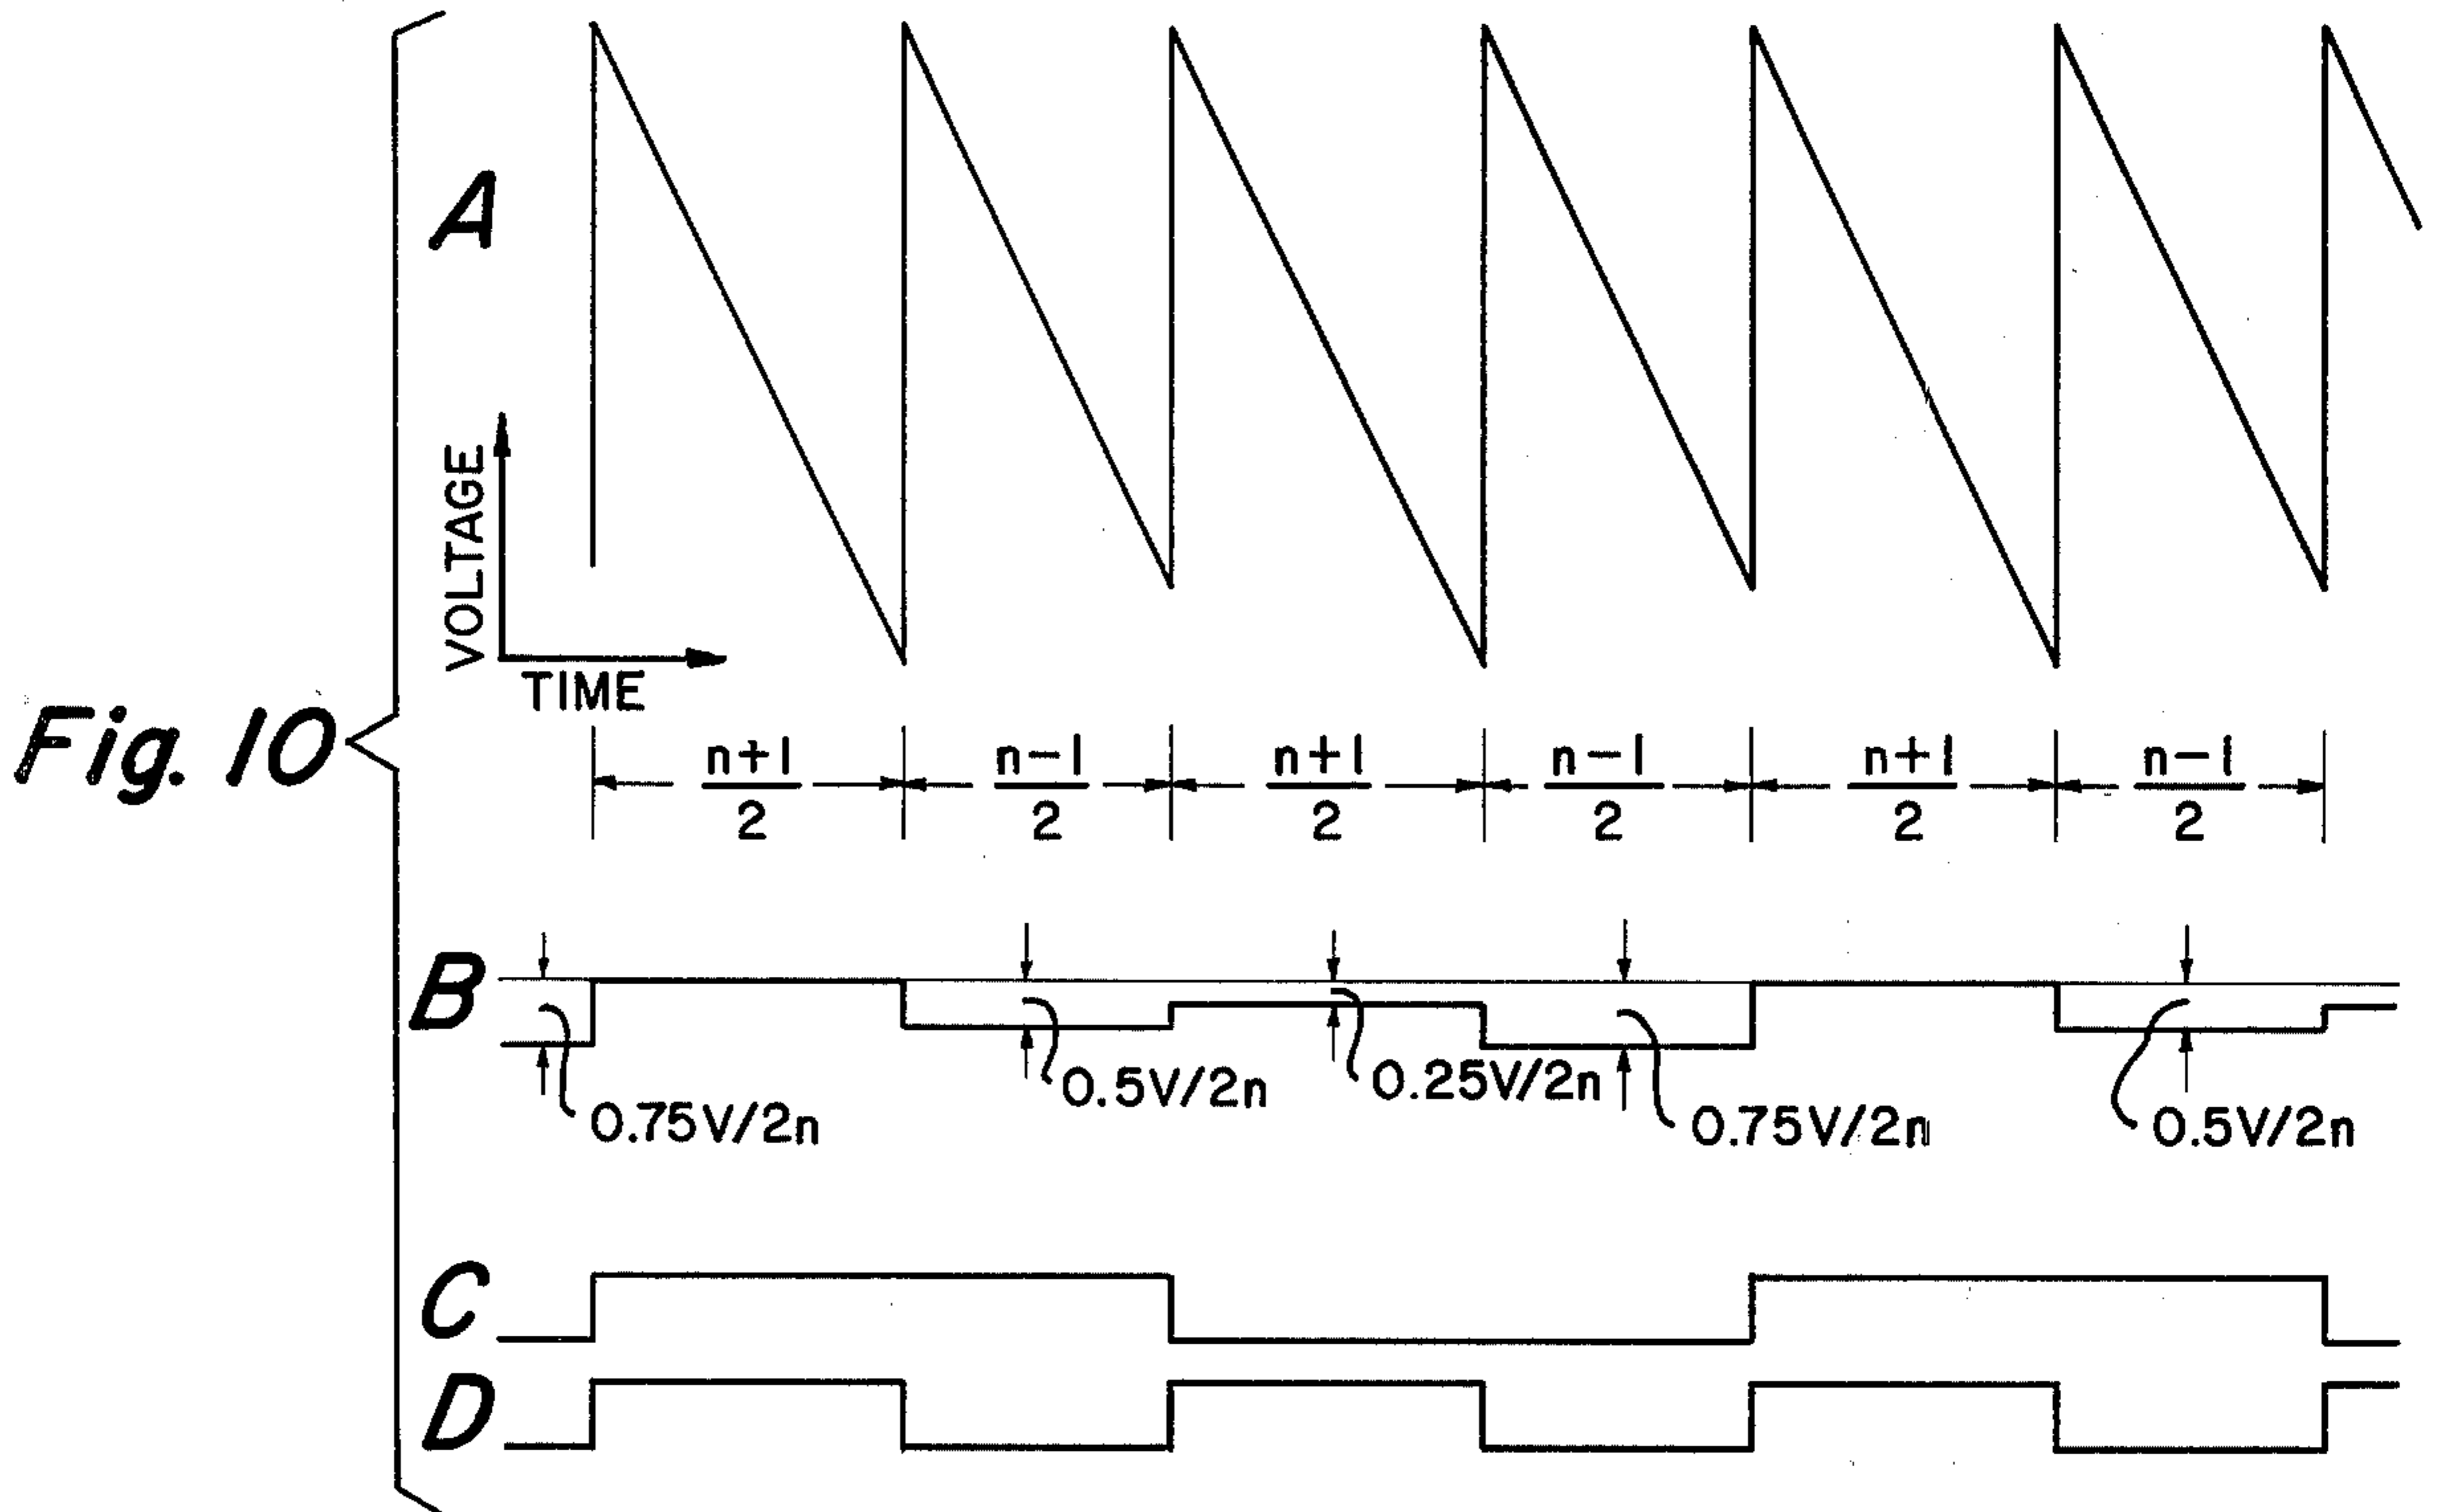 A
VOLTAGE
TIME
Fig. 10
n+1
2
n-1
2
n+1
2
n-1
2
n+1
2
n-1
2
B
0.75V/2n
0.5V/2n
0.25V/2n
0.75V/2n
0.5V/2n
C
D